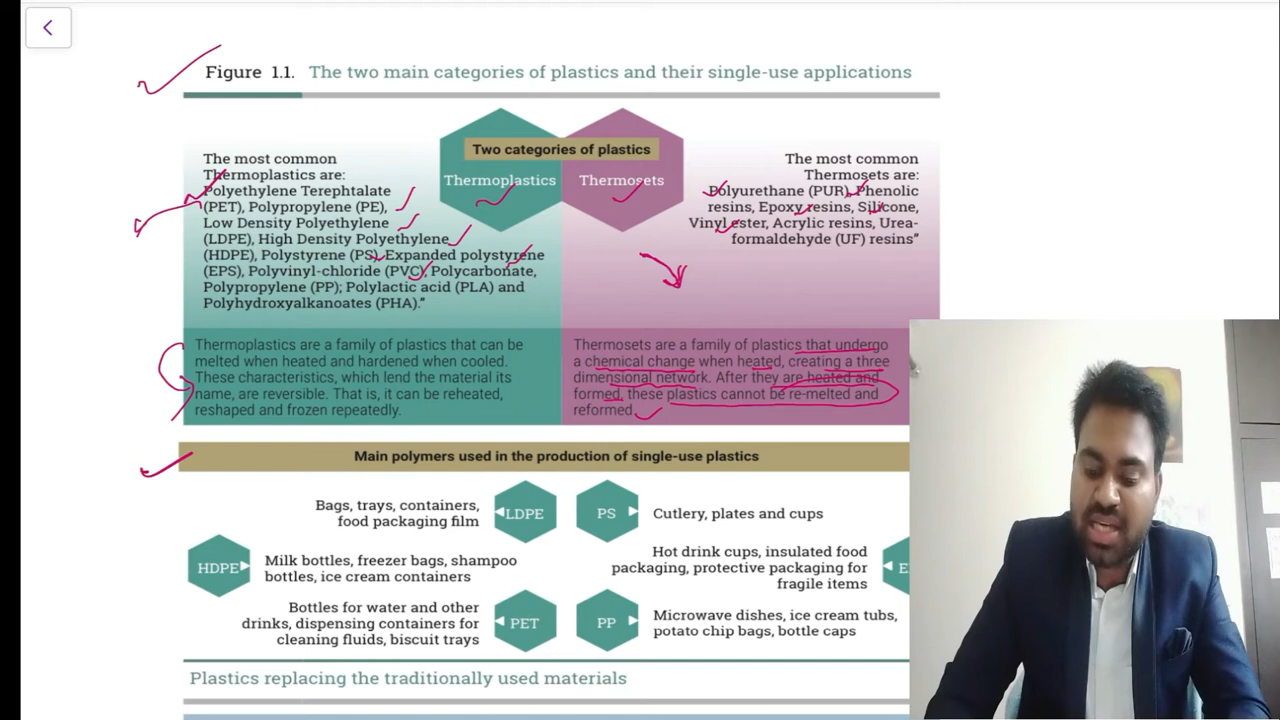 Figure 1.1. The two main categories of plastics and their single-use applications
Two categories of plastics
Thermoplastics
Thermosets
The most common
Thermoplastics are:
Polyethylene Terephtalate
(PET), Polypropylene (PE),
Low Density Polyethylene
(LDPE), High Density Polyethylene
(HDPE), Polystyrene (PS), Expanded polystyrene
(EPS), Polyvinyl-chloride (PVC), Polycarbonate,
Polypropylene (PP); Polylactic acid (PLA) and
Polyhydroxyalkanoates (PHA)."
The most common
Thermosets are:
Polyurethane (PUR), Phenolic
resins, Epoxy resins, Silicone,
Vinyl ester, Acrylic resins, Urea-
formaldehyde (UF) resins"
Thermoplastics are a family of plastics that can be
melted when heated and hardened when cooled.
These characteristics, which lend the material its
name, are reversible. That is, it can be reheated,
reshaped and frozen repeatedly.
Thermosets are a family of plastics that undergo
a chemical change when heated, creating a three
dimensional network. After they are heated and
formed, these plastics cannot be re-melted and
reformed.
Main polymers used in the production of single-use plastics
Bags, trays, containers,
food packaging film
LDPE
PS
Cutlery, plates and cups
HDPE
Milk bottles, freezer bags, shampoo
bottles, ice cream containers
Hot drink cups, insulated food
packaging, protective packaging for
fragile items
E
Bottles for water and other
drinks, dispensing containers for
cleaning fluids, biscuit trays
PET
PP
Microwave dishes, ice cream tubs,
potato chip bags, bottle caps
Plastics replacing the traditionally used materials